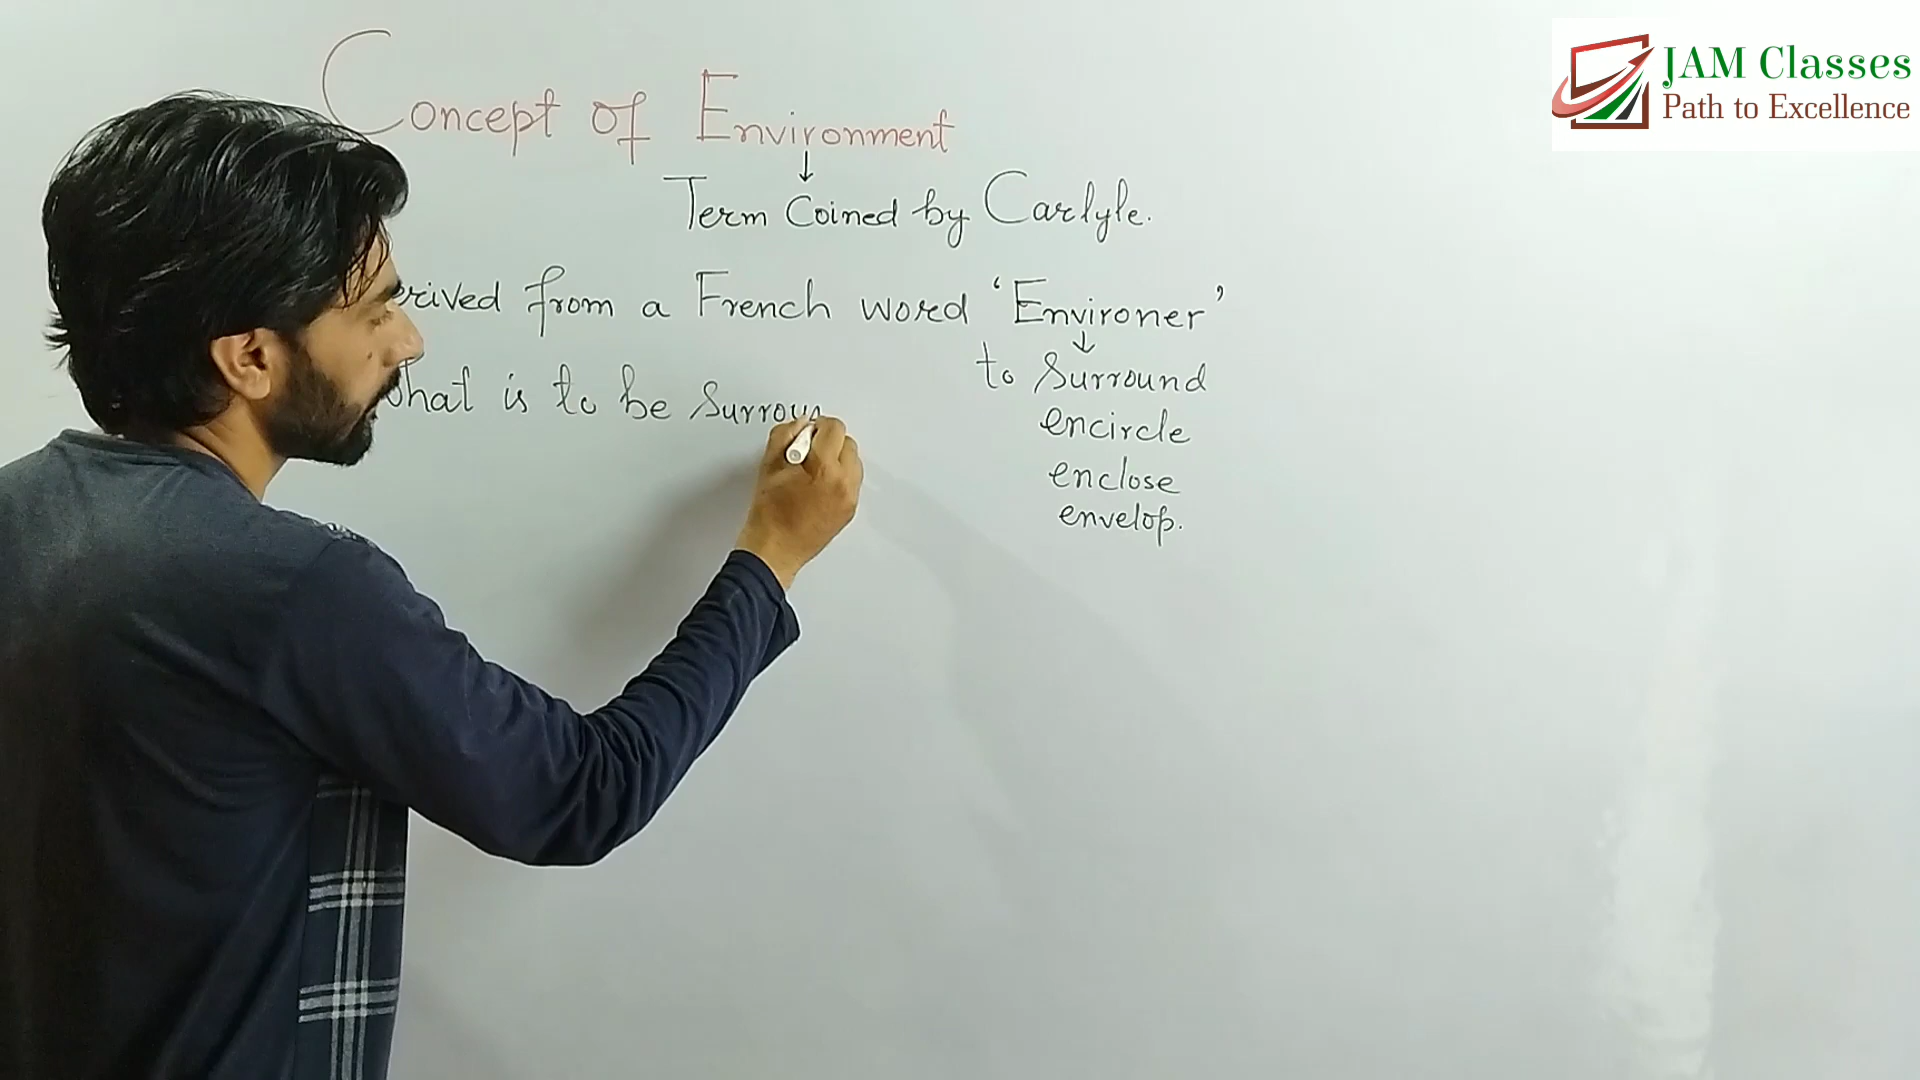 Concept of Environment
↓
Term Coined by Carlyle.
erived from a French word ‘Environer’
↓
to Surround
encircle
enclose
envelop.
hat is to be Surrou
JAM Classes
Path to Excellence